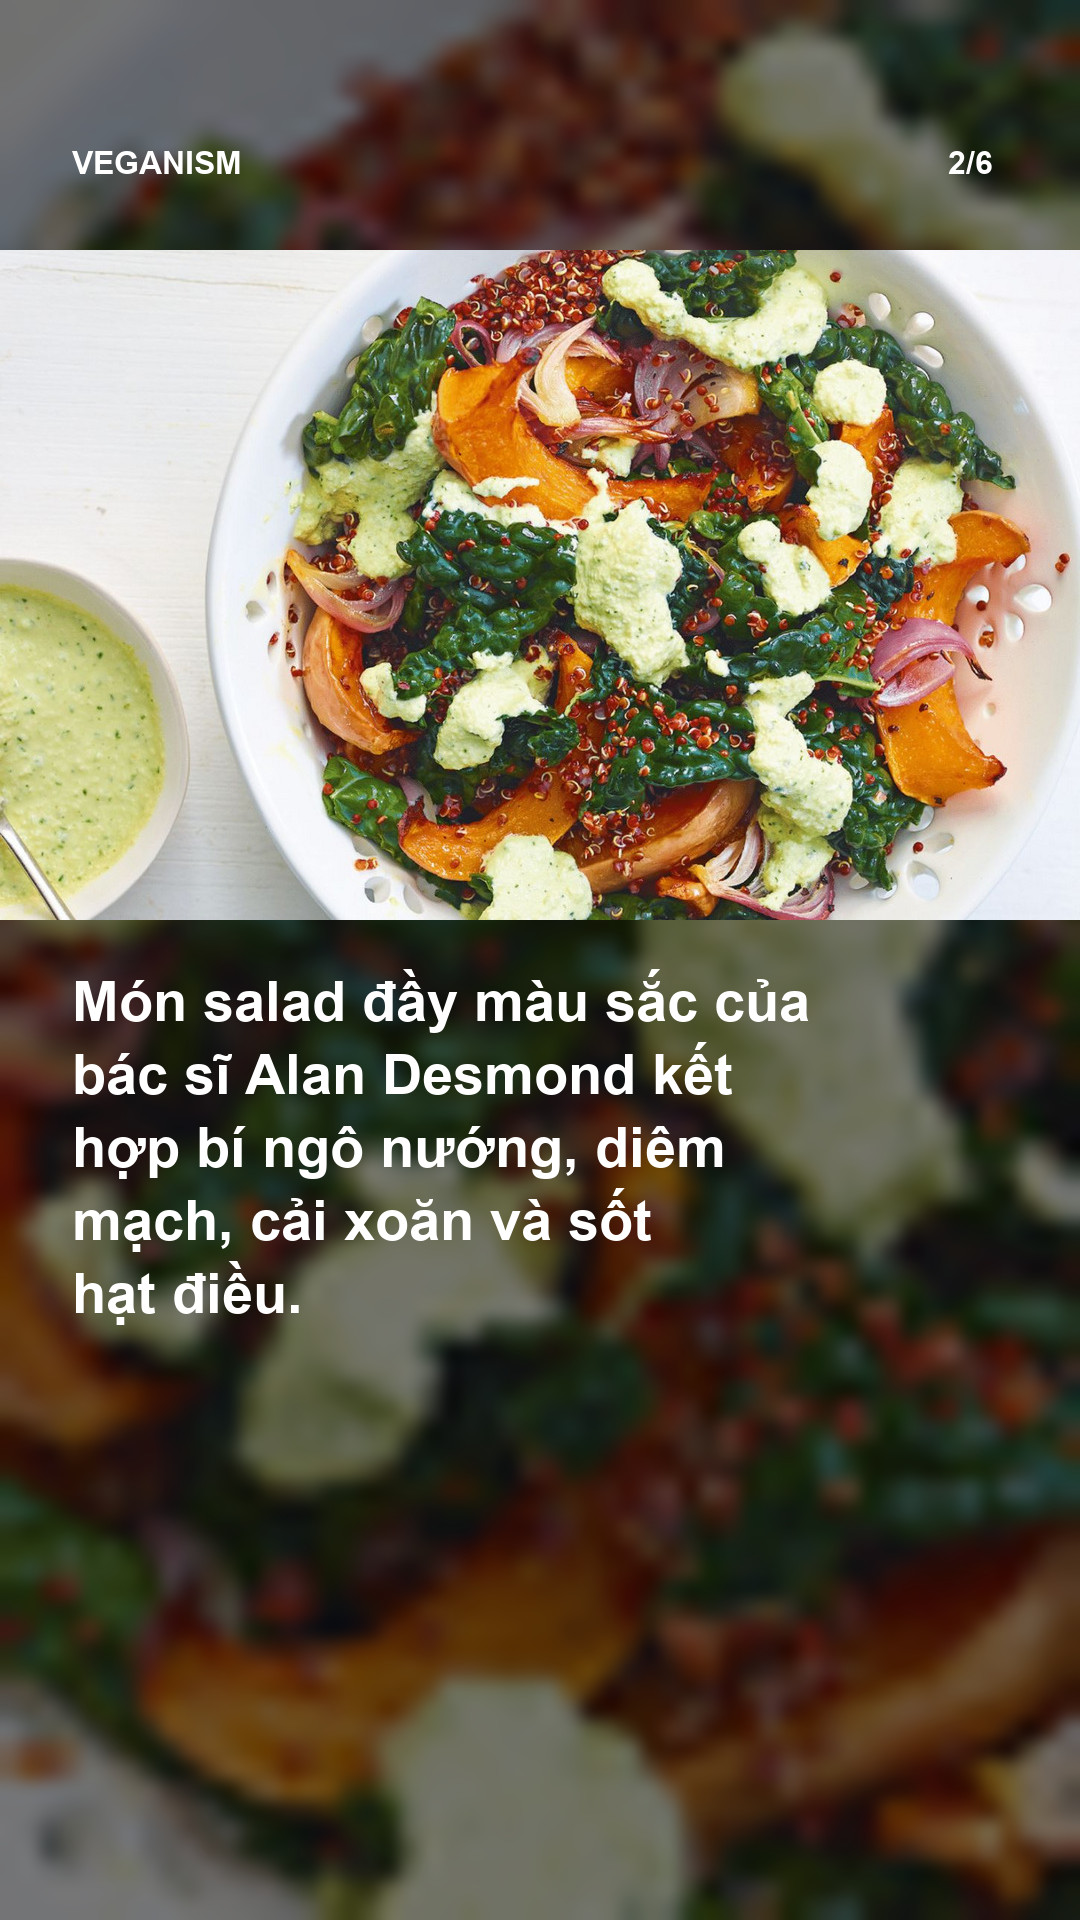 VEGANISM
2/6
Món salad đầy màu sắc của
bác sĩ Alan Desmond kết
hợp bí ngô nướng, diêm
mạch, cải xoăn và sốt
hạt điều.